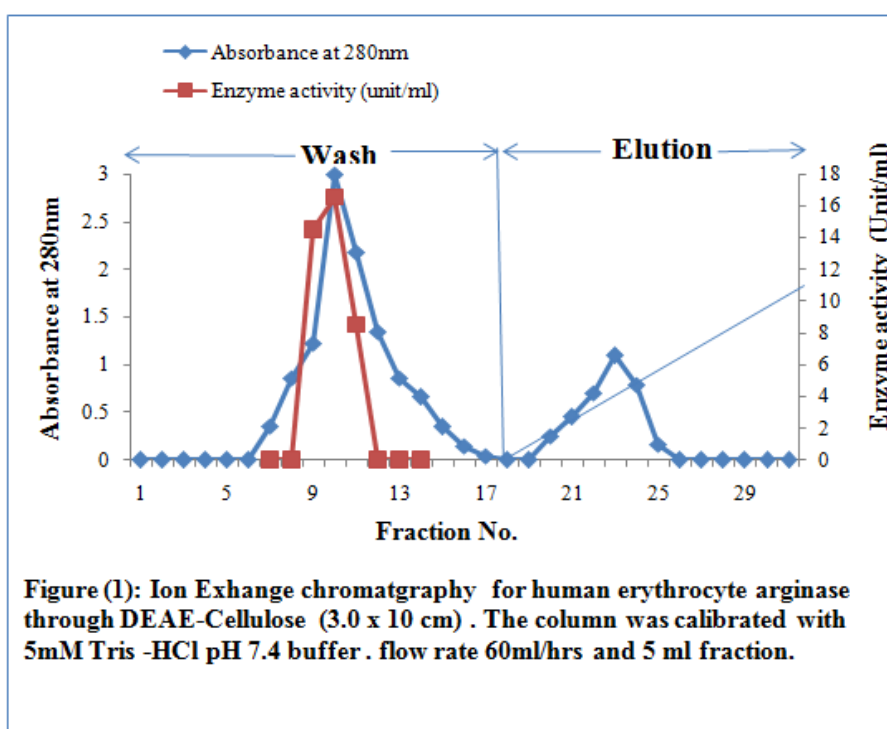 Absorbance at 280nm
Enzyme activity (unit/ml)
Wash
Elution
Absorbance at 280nm
3
2.5
2
1.5
1
0.5
0
18
16
14
12
10
8
6
4
2
0
Enzyme activity (Unit/ml)
1 5 9 13 17 21 25 29
Fraction No.
Figure (1): Ion Exhange chromatgraphy for human erythrocyte arginase
through DEAE-Cellulose (3.0 x 10 cm) . The column was calibrated with
5mM Tris -HCl pH 7.4 buffer . flow rate 60ml/hrs and 5 ml fraction.